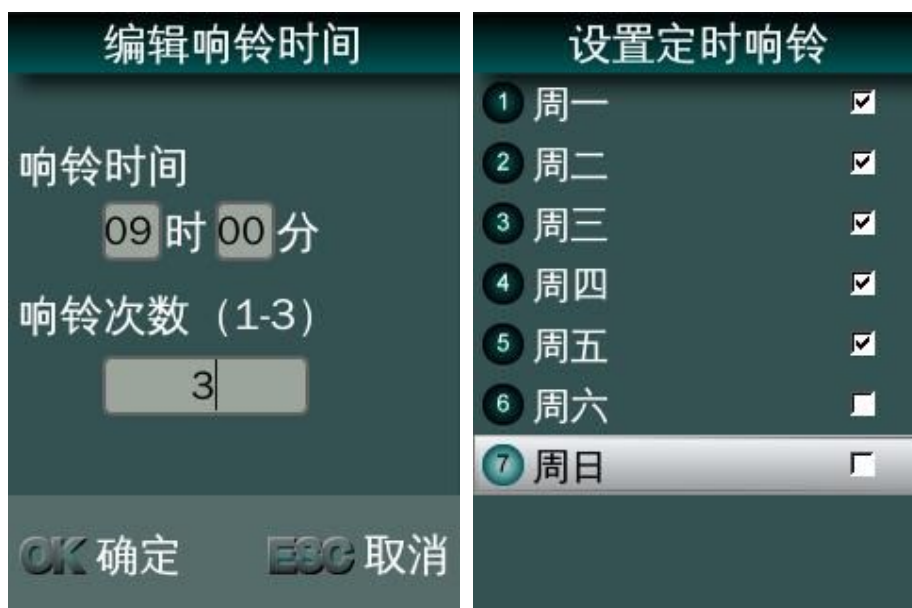 编辑响铃时间
响铃时间
09 时 00 分
响铃次数（1-3）
3
OK 确定 ESC 取消
设置定时响铃
1 周一
2 周二
3 周三
4 周四
5 周五
6 周六
7 周日